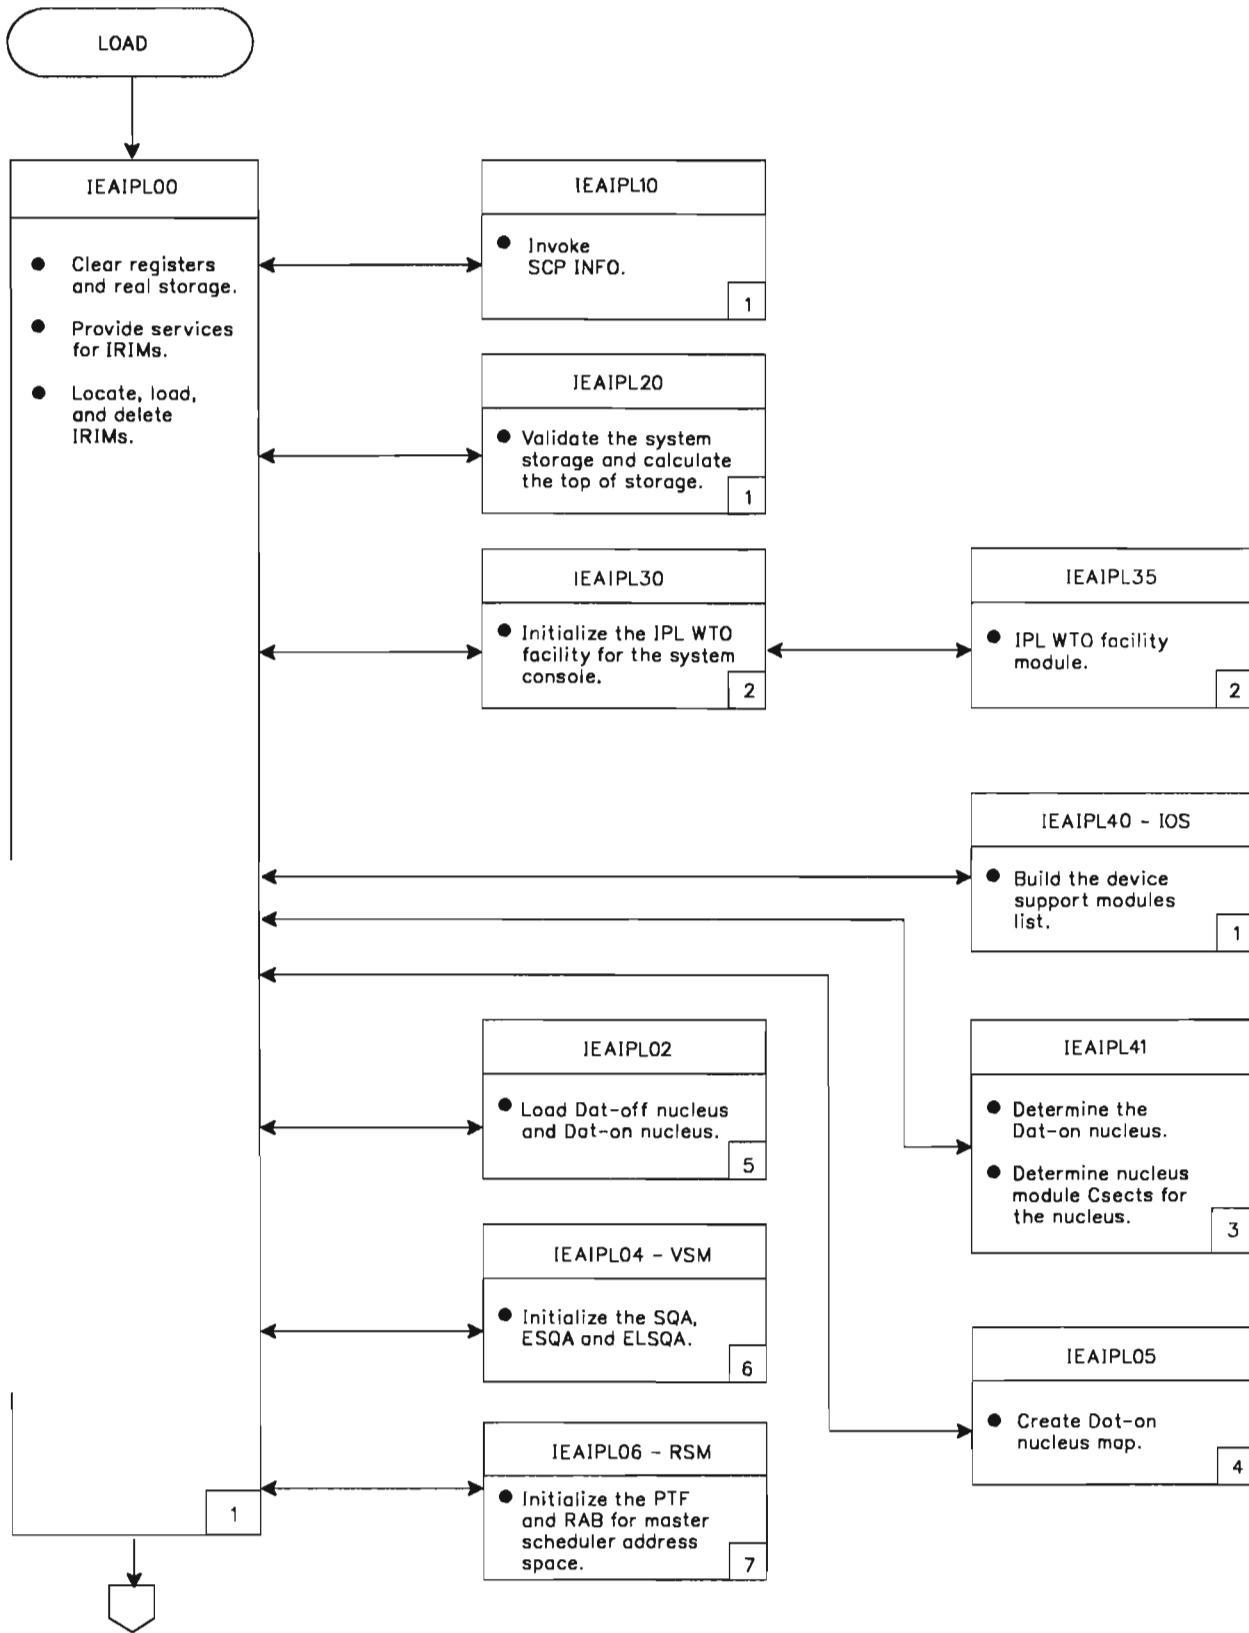 LOAD
IEAIPL00
● Clear registers
and real storage.
● Provide services
for IRIMs.
● Locate, load,
and delete
IRIMs.
1
IEAIPL10
● Invoke
SCP INFO.
1
IEAIPL20
● Validate the system
storage and calculate
the top of storage.
1
IEAIPL30
● Initialize the IPL WTO
facility for the system
console.
2
IEAIPL35
● IPL WTO facility
module.
2
IEAIPL40 - IOS
● Build the device
support modules
list.
1
IEAIPL41
● Determine the
Dat-on nucleus.
● Determine nucleus
module Csects for
the nucleus.
3
IEAIPL05
● Create Dot-on
nucleus map.
4
IEAIPL02
● Load Dat-off nucleus
and Dat-on nucleus.
5
IEAIPL04 - VSM
● Initialize the SQA,
ESQA and ELSQA.
6
IEAIPL06 - RSM
● Initialize the PTF
and RAB for master
scheduler address
space.
7